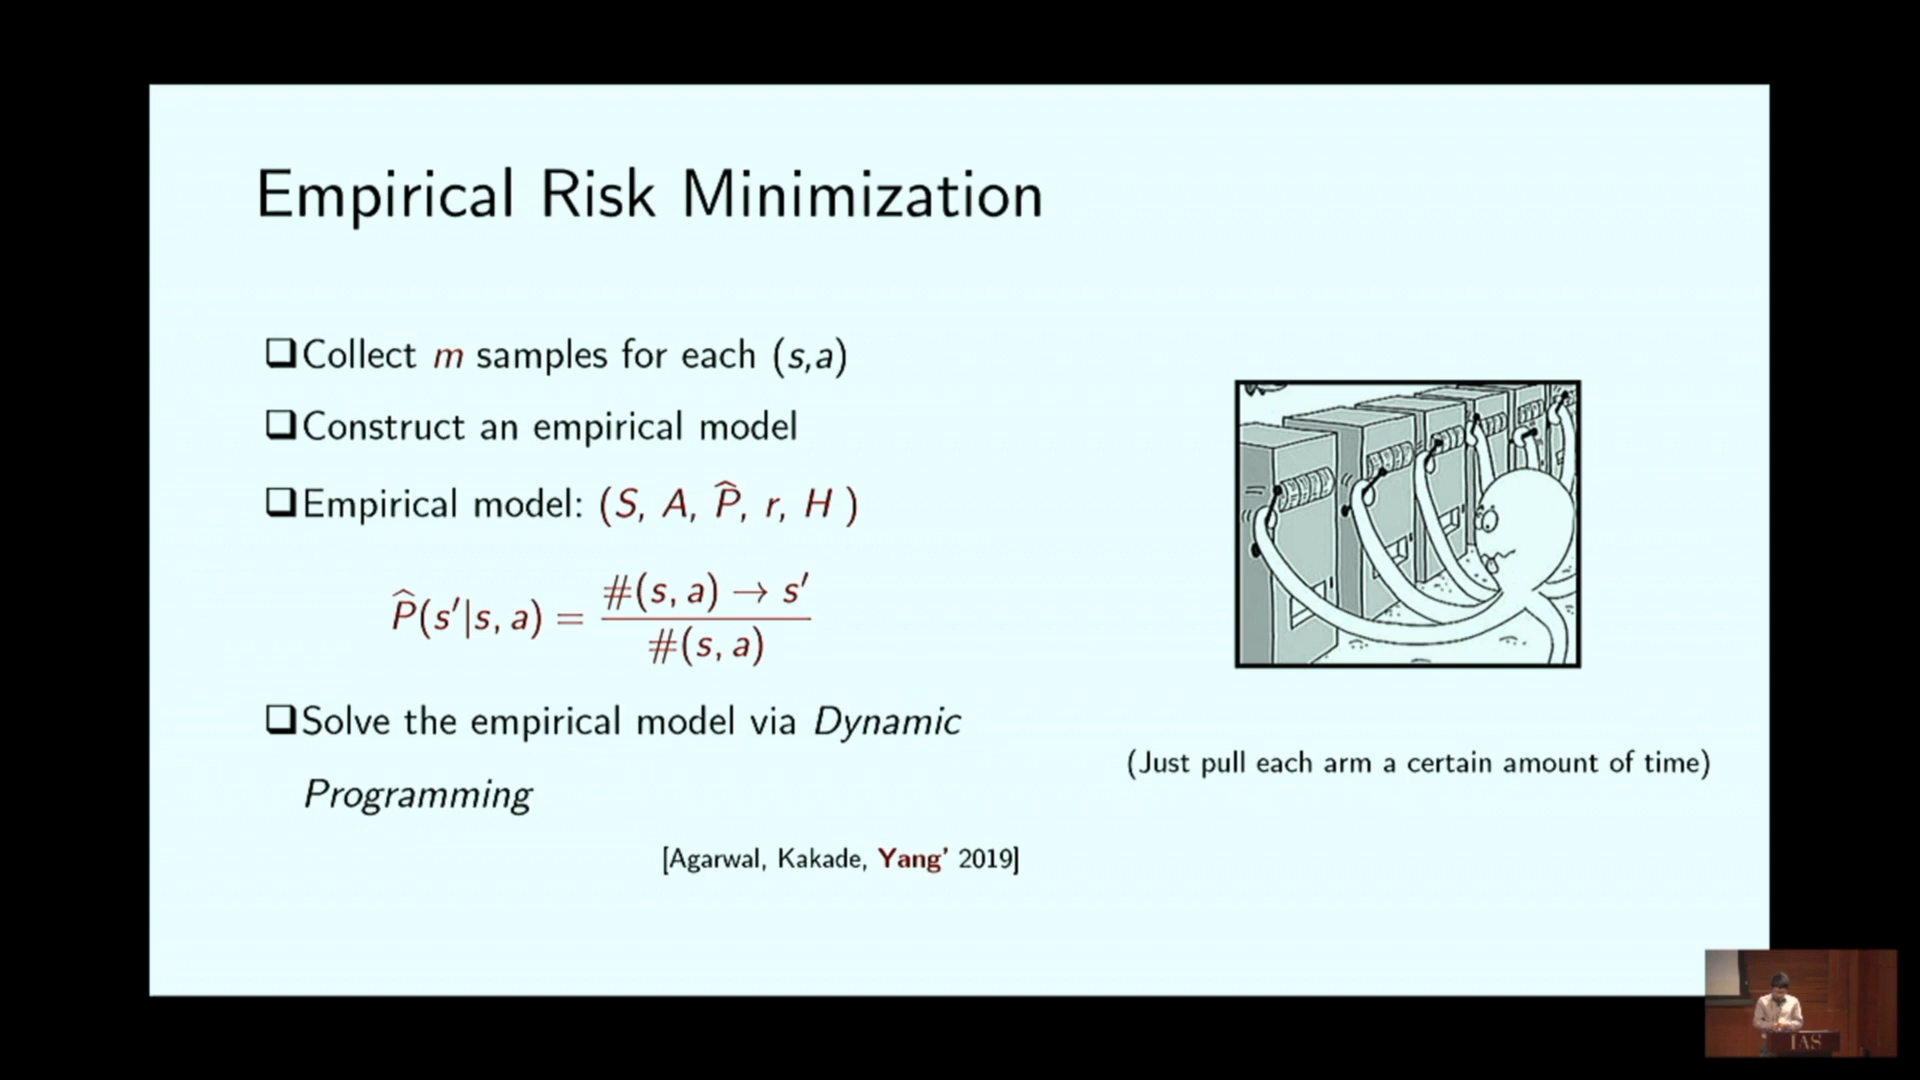 Empirical Risk Minimization
❑Collect m samples for each (s,a)
❑Construct an empirical model
❑Empirical model: (S, A, P̂, r, H )
P̂(s′|s, a) = #(s, a) → s′ / #(s, a)
❑Solve the empirical model via Dynamic
Programming
[Agarwal, Kakade, Yang’ 2019]
(Just pull each arm a certain amount of time)
IAS